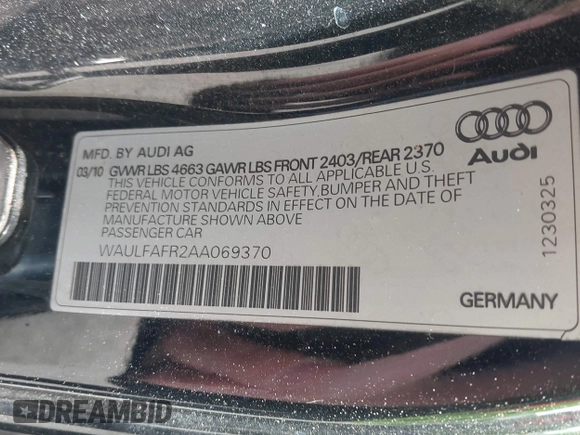 MFD. BY AUDI AG
03/10 GVWR LBS 4663 GAWR LBS FRONT 2403/REAR 2370
THIS VEHICLE CONFORMS TO ALL APPLICABLE U.S.
FEDERAL MOTOR VEHICLE SAFETY,BUMPER AND THEFT
PREVENTION STANDARDS IN EFFECT ON THE DATE OF
MANUFACTURE SHOWN ABOVE
PASSENGER CAR
WAULFAFR2AA069370
Audi
1230325
GERMANY
DREAMBID